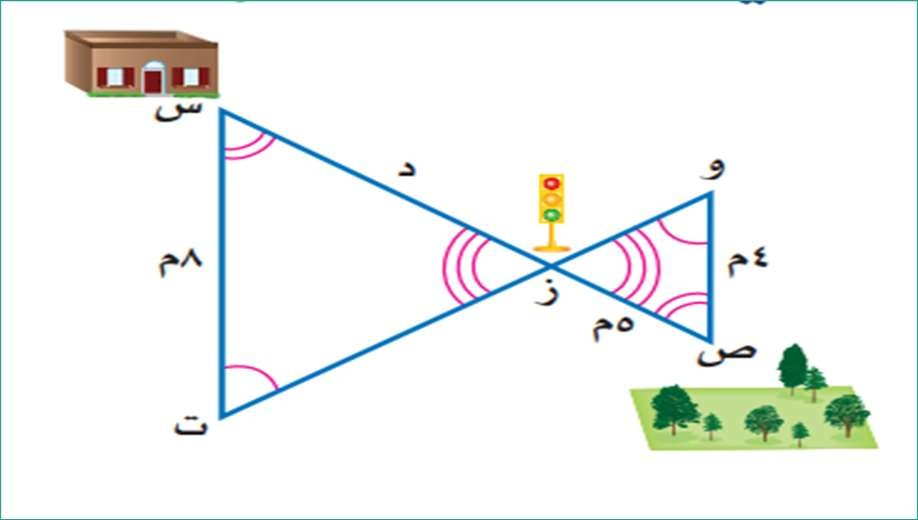 س
د
و
٨م
ز
٤م
٥م
ص
ت